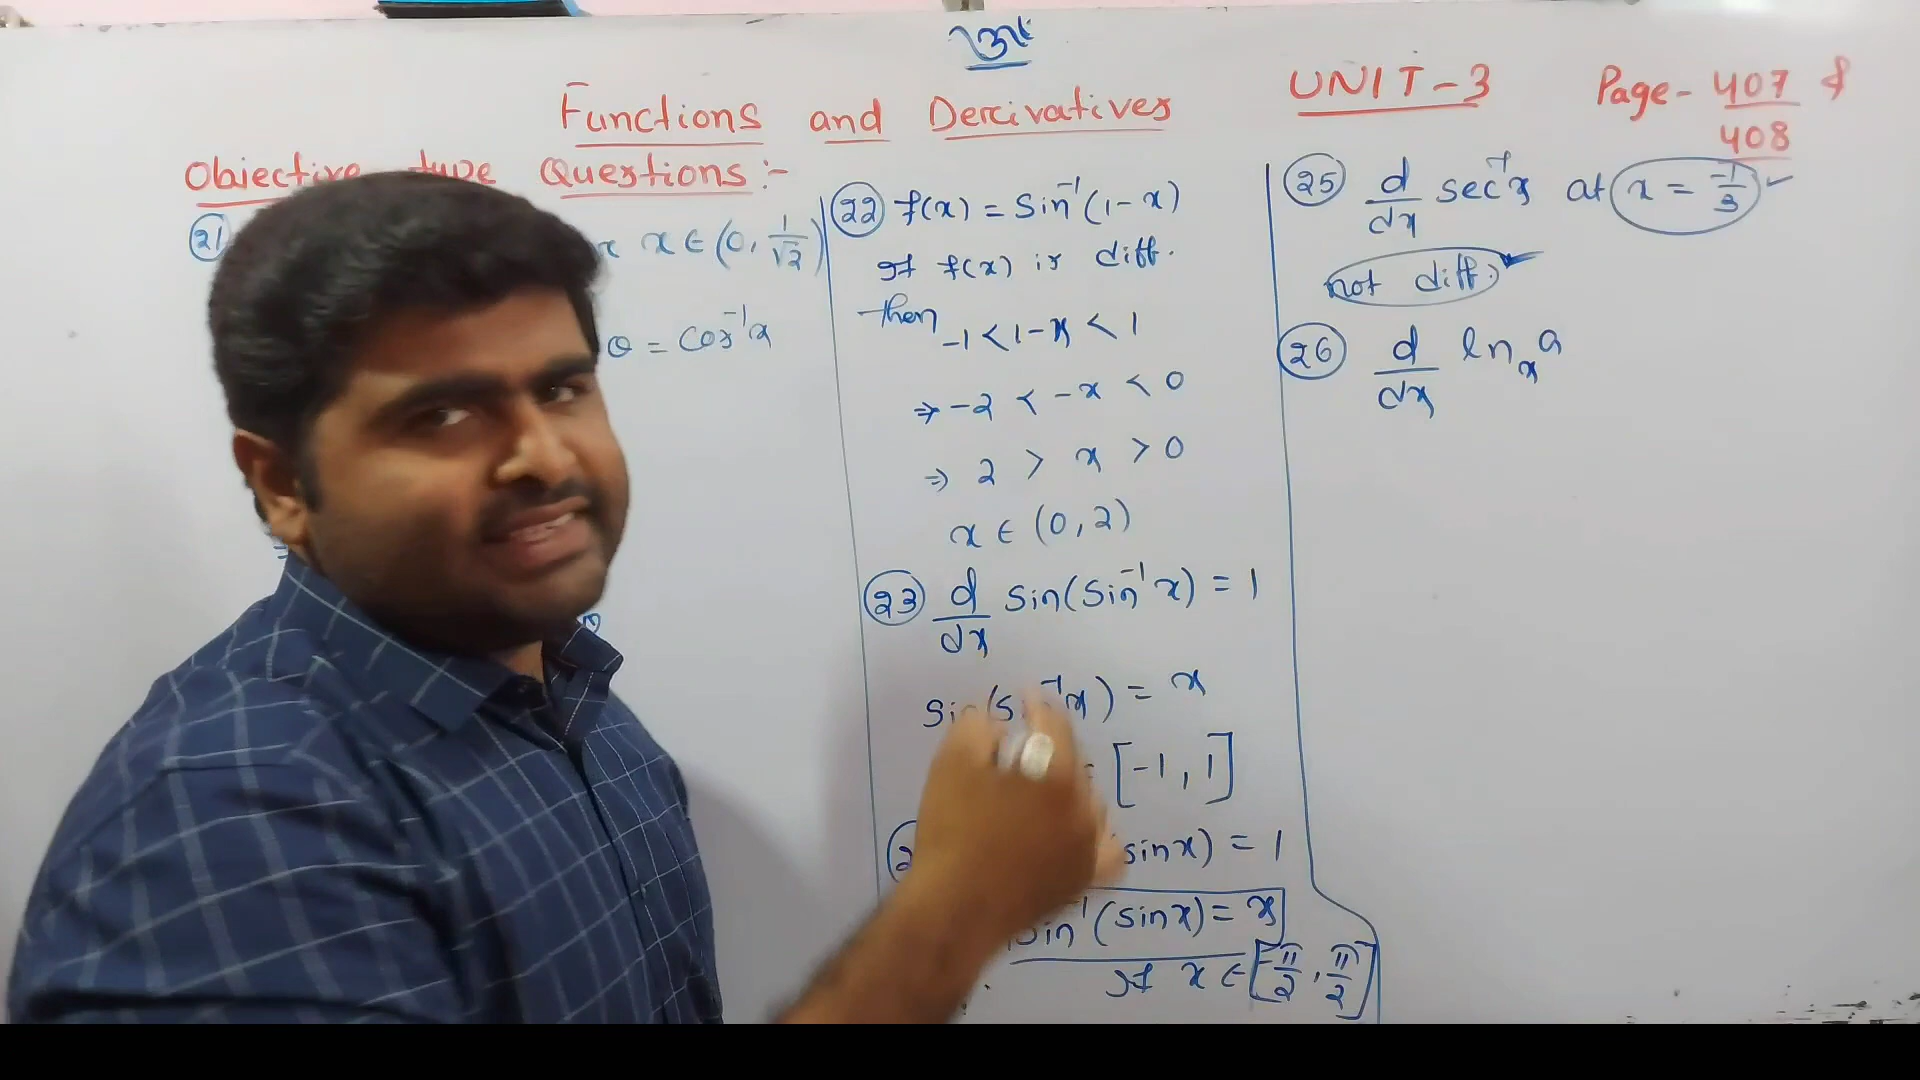 ଓଁ
Functions and Derivatives UNIT-3 Page- 407 & 408
Objective type Questions :-
(21) x ∈ (0, 1/√2)
θ = cos⁻¹x
(22) f(x) = sin⁻¹(1-x)
If f(x) is diff.
then
-1 < 1-x < 1
⇒ -2 < -x < 0
⇒ 2 > x > 0
x ∈ (0,2)
(23) d/dx sin(sin⁻¹x) = 1
sin(sin⁻¹x) = x
[-1, 1]
sinx) = 1
sin⁻¹(sinx) = x
If x ∈ [-π/2, π/2]
(25) d/dx sec⁻¹x at x = -1/3
not diff.
(26) d/dx ln_x a